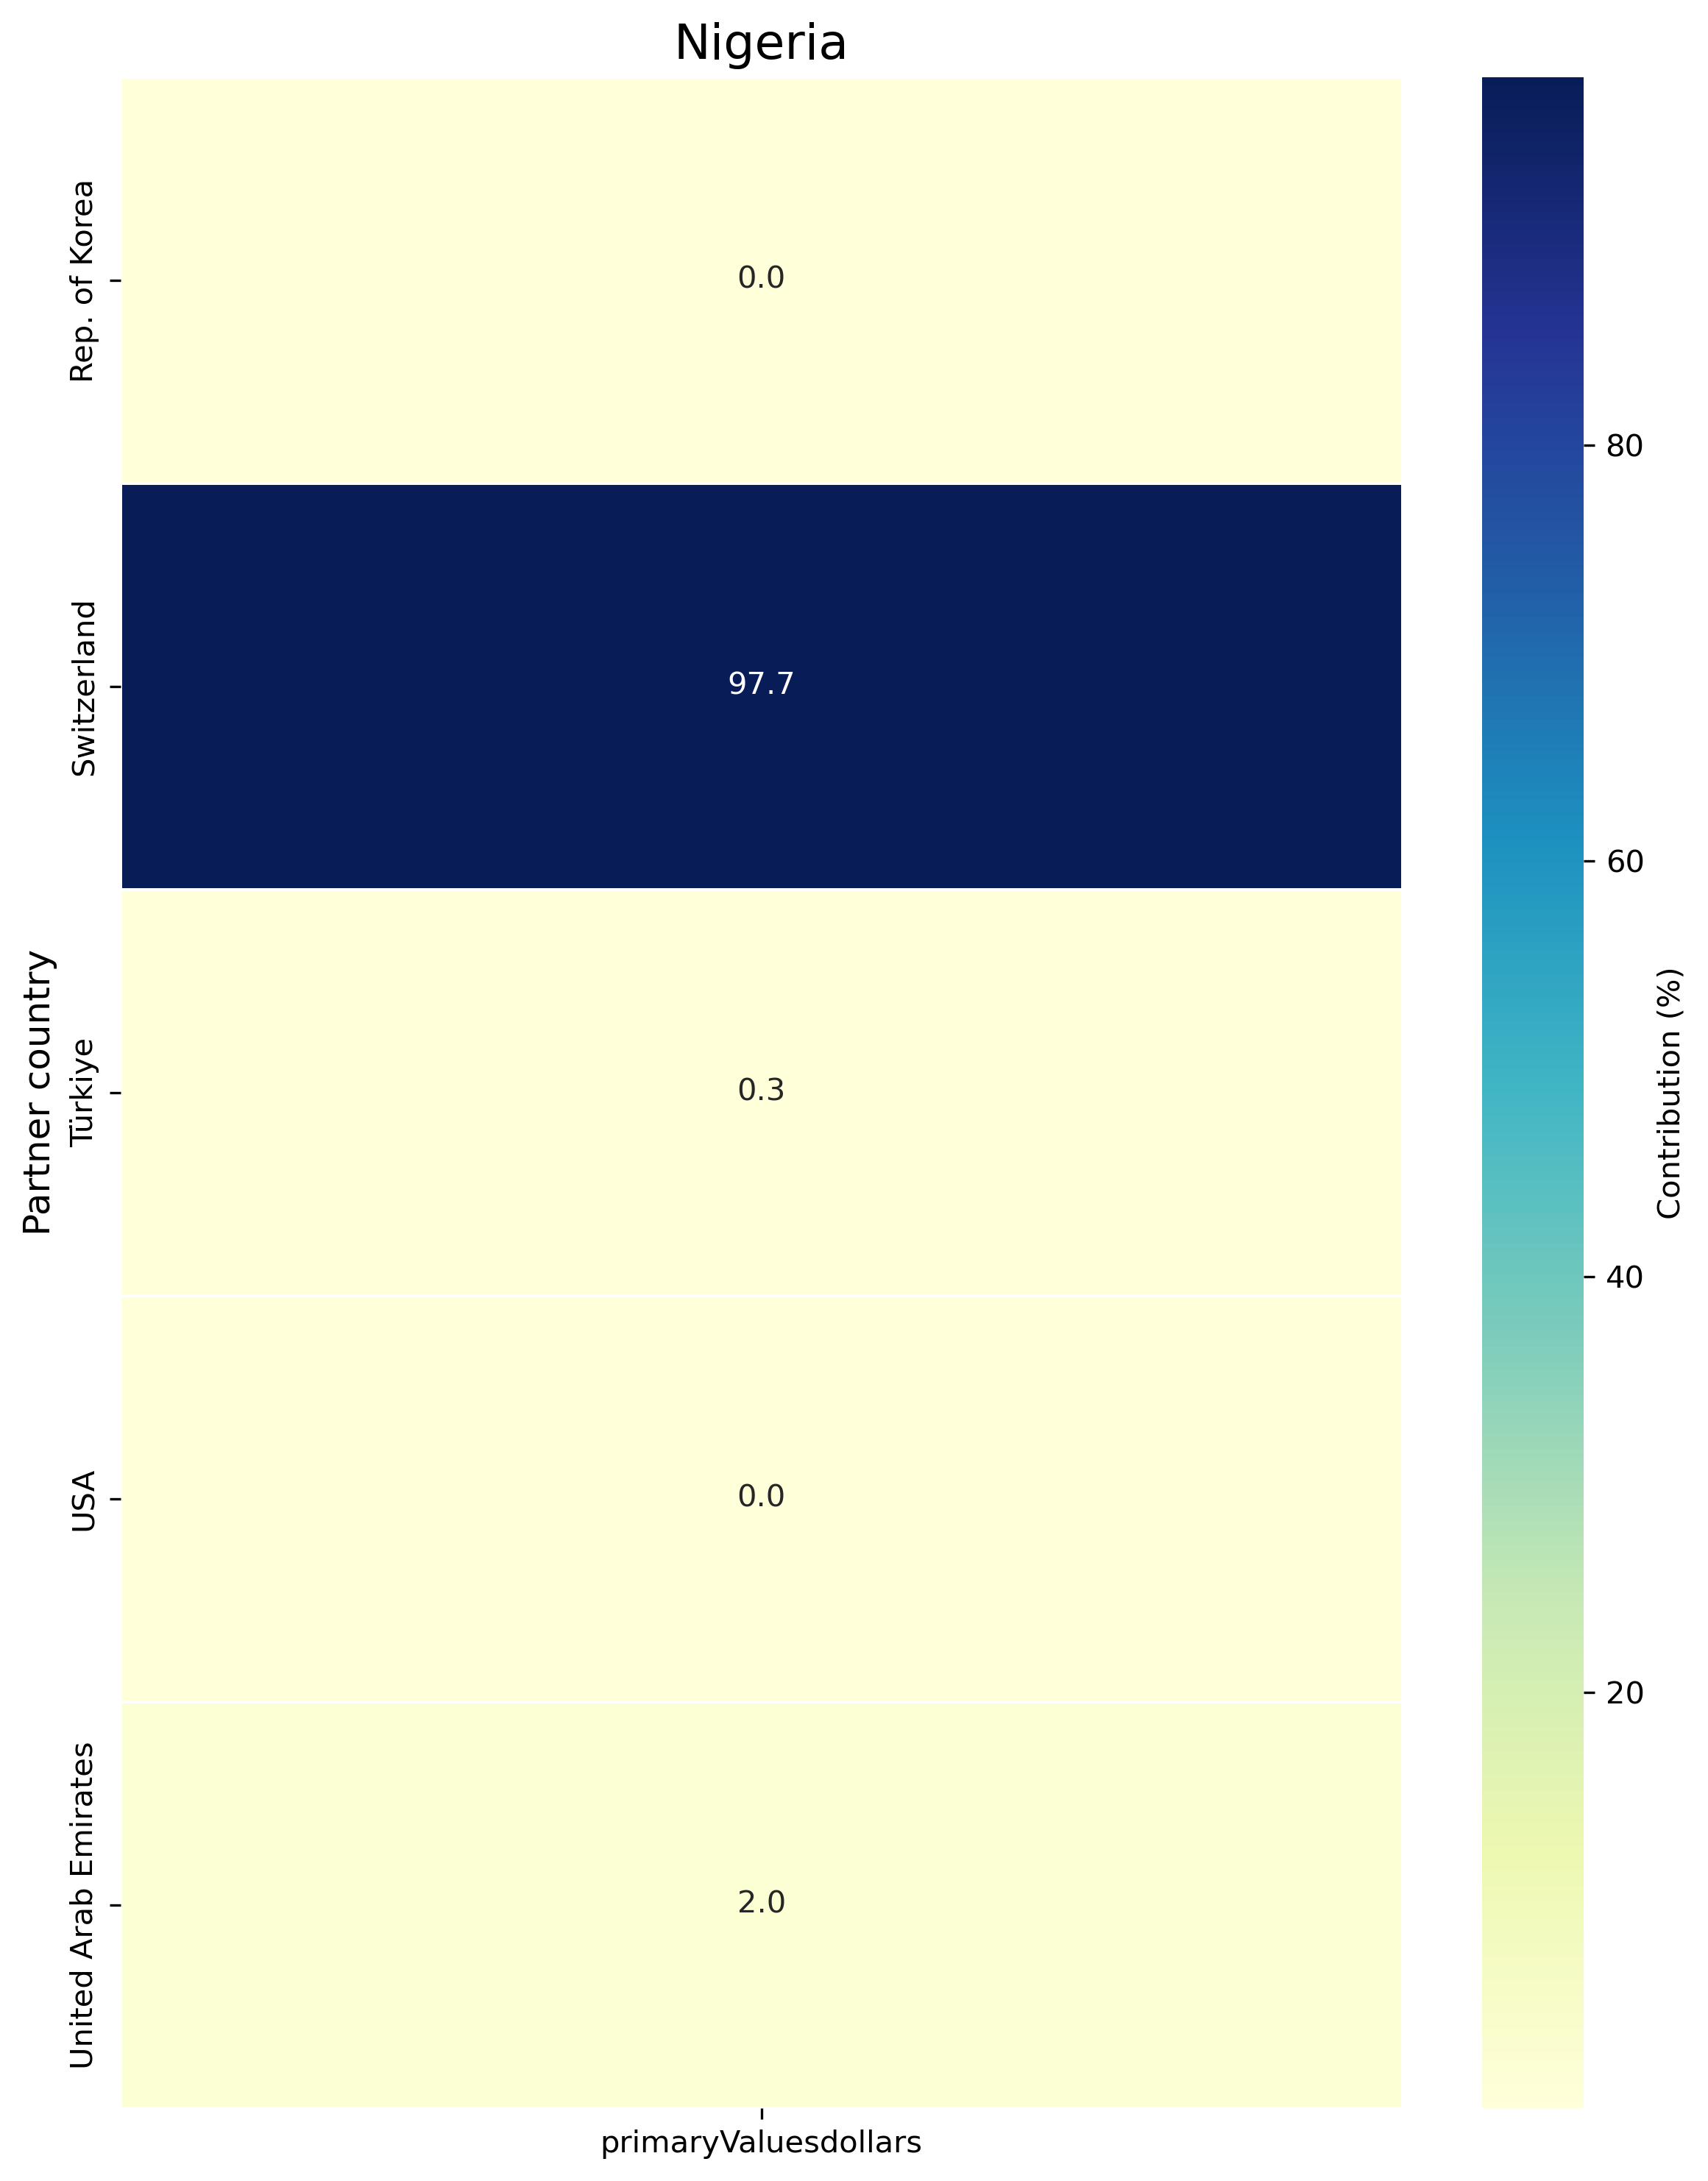 Nigeria
Partner country
Rep. of Korea
0.0
Switzerland
97.7
Türkiye
0.3
USA
0.0
United Arab Emirates
2.0
primaryValuesdollars
80
60
40
20
Contribution (%)